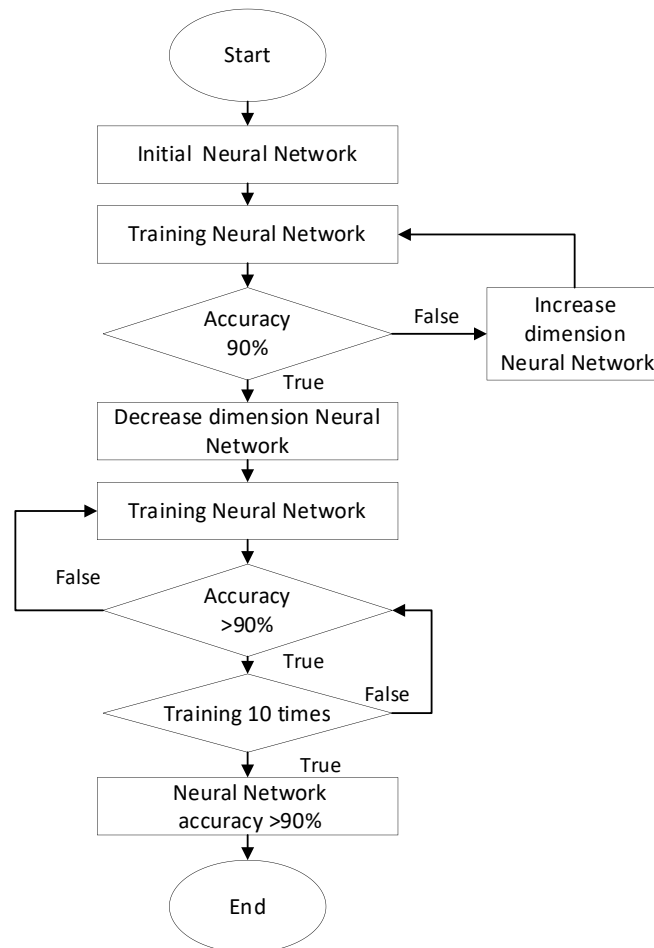 Start
Initial Neural Network
Training Neural Network
Accuracy
90%
False
Increase
dimension
Neural Network
True
Decrease dimension Neural
Network
Training Neural Network
False
Accuracy
>90%
True
False
Training 10 times
True
Neural Network
accuracy >90%
End